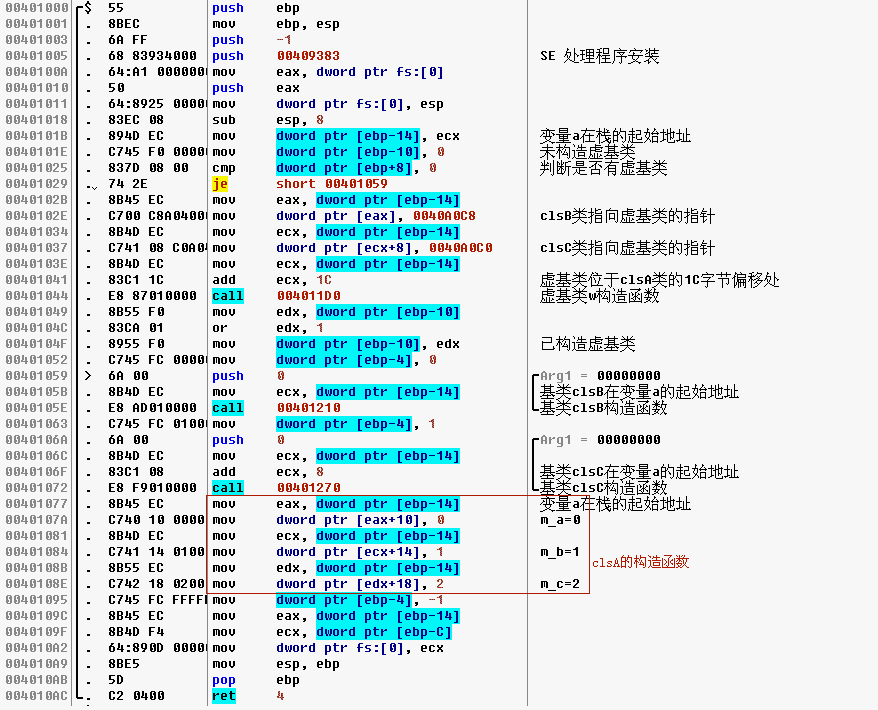 00401000 $ 55 push ebp
00401001 . 8BEC mov ebp, esp
00401003 . 6A FF push -1
00401005 . 68 83934000 push 00409383 SE 处理程序安装
0040100A . 64:A1 0000000 mov eax, dword ptr fs:[0]
00401010 . 50 push eax
00401011 . 64:8925 0000 mov dword ptr fs:[0], esp
00401018 . 83EC 08 sub esp, 8
0040101B . 894D EC mov dword ptr [ebp-14], ecx 变量a在栈的起始地址
0040101E . C745 F0 0000 mov dword ptr [ebp-10], 0 未构造虚基类
00401025 . 837D 08 00 cmp dword ptr [ebp+8], 0 判断是否有虚基类
00401029 . 74 2E je short 00401059
0040102B . 8B45 EC mov eax, dword ptr [ebp-14]
0040102E . C700 C8A0400 mov dword ptr [eax], 0040A0C8 clsB类指向虚基类的指针
00401034 . 8B4D EC mov ecx, dword ptr [ebp-14]
00401037 . C741 08 C0A0 mov dword ptr [ecx+8], 0040A0C0 clsC类指向虚基类的指针
0040103E . 8B4D EC mov ecx, dword ptr [ebp-14]
00401041 . 83C1 1C add ecx, 1C 虚基类位于clsA类的1C字节偏移处
00401044 . E8 87010000 call 004011D0 虚基类w构造函数
00401049 . 8B55 F0 mov edx, dword ptr [ebp-10]
0040104C . 83CA 01 or edx, 1
0040104F . 8955 F0 mov dword ptr [ebp-10], edx 已构造虚基类
00401052 . C745 FC 0000 mov dword ptr [ebp-4], 0
00401059 > 6A 00 push 0 Arg1 = 00000000
0040105B . 8B4D EC mov ecx, dword ptr [ebp-14] 基类clsB在变量a的起始地址
0040105E . E8 AD010000 call 00401210 基类clsB构造函数
00401063 . C745 FC 0100 mov dword ptr [ebp-4], 1
0040106A . 6A 00 push 0 Arg1 = 00000000
0040106C . 8B4D EC mov ecx, dword ptr [ebp-14]
0040106F . 83C1 08 add ecx, 8 基类clsC在变量a的起始地址
00401072 . E8 F9010000 call 00401270 基类clsC构造函数
00401077 . 8B45 EC mov eax, dword ptr [ebp-14] 变量a在栈的起始地址
0040107A . C740 10 0000 mov dword ptr [eax+10], 0 m_a=0
00401081 . 8B4D EC mov ecx, dword ptr [ebp-14]
00401084 . C741 14 0100 mov dword ptr [ecx+14], 1 m_b=1
clsA的构造函数
0040108B . 8B55 EC mov edx, dword ptr [ebp-14]
0040108E . C742 18 0200 mov dword ptr [edx+18], 2 m_c=2
00401095 . C745 FC FFFF mov dword ptr [ebp-4], -1
0040109C . 8B45 EC mov eax, dword ptr [ebp-14]
0040109F . 8B4D F4 mov ecx, dword ptr [ebp-C]
004010A2 . 64:890D 0000 mov dword ptr fs:[0], ecx
004010A9 . 8BE5 mov esp, ebp
004010AB . 5D pop ebp
004010AC . C2 0400 ret 4